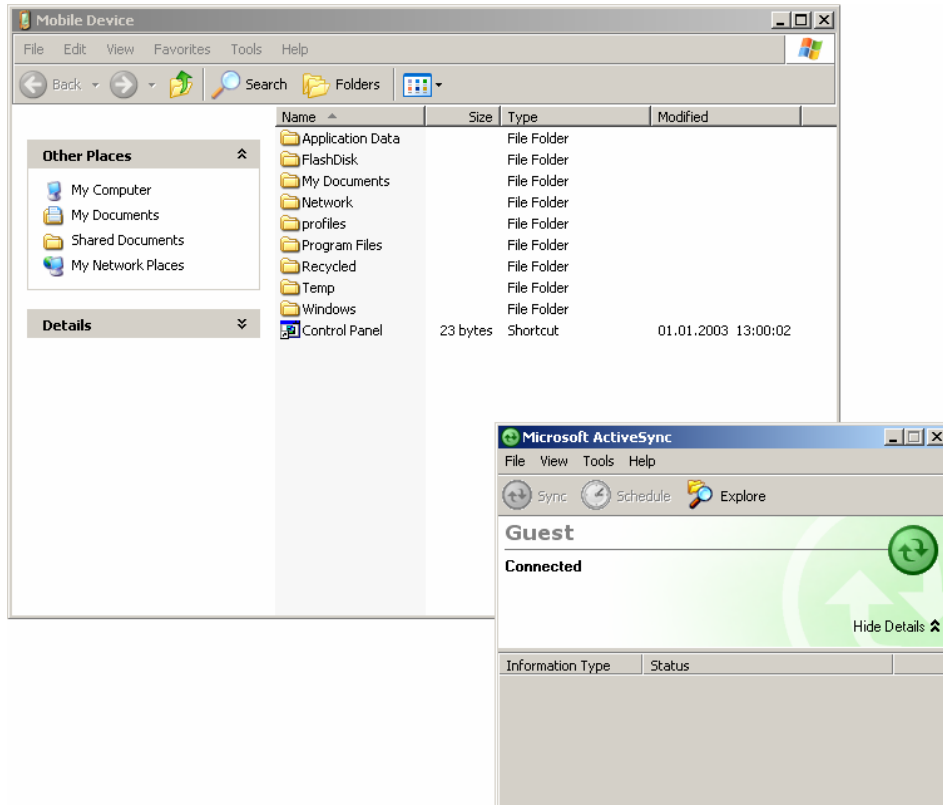 Mobile Device
File Edit View Favorites Tools Help
Back Search Folders
Name Size Type Modified
Other Places
My Computer
My Documents
Shared Documents
My Network Places
Details
Application Data File Folder
FlashDisk File Folder
My Documents File Folder
Network File Folder
profiles File Folder
Program Files File Folder
Recycled File Folder
Temp File Folder
Windows File Folder
Control Panel 23 bytes Shortcut 01.01.2003 13:00:02
Microsoft ActiveSync
File View Tools Help
Sync Schedule Explore
Guest
Connected
Hide Details
Information Type Status